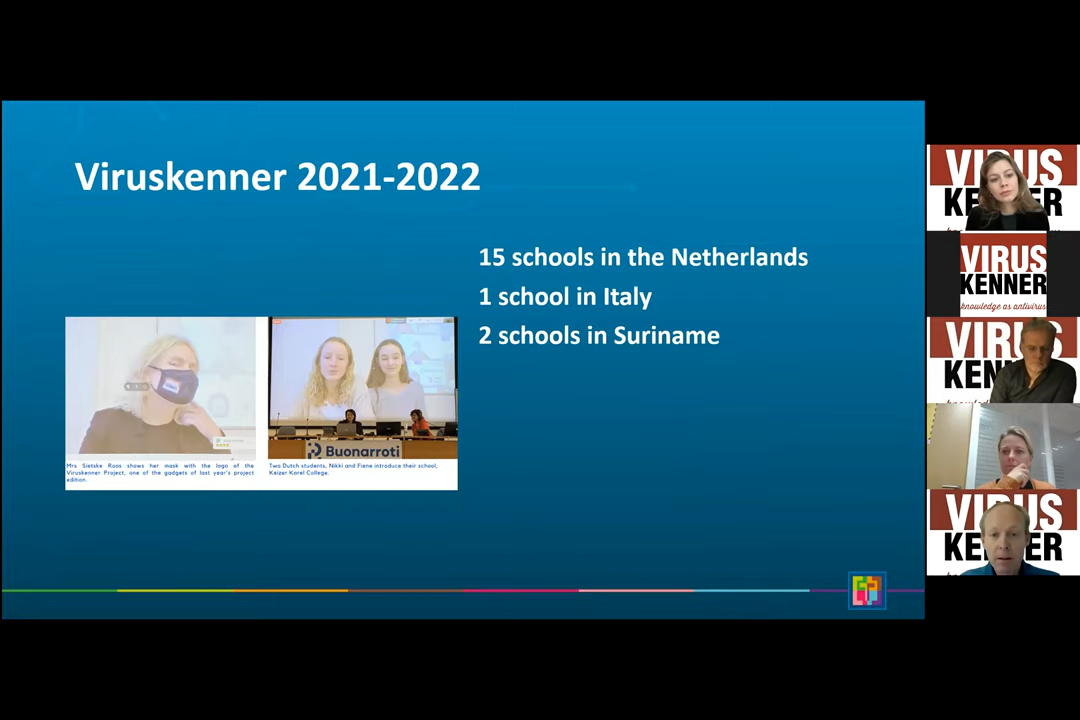 Viruskenner 2021-2022
15 schools in the Netherlands
1 school in Italy
2 schools in Suriname
Buonarroti
Mrs Sietske Roos shows her mask with the logo of the
Viruskenner Project, one of the gadgets of last year's project
edition.
Two Dutch students, Nikki and Fiene introduce their school,
Keizer Karel College.
VIRUS
KENNER
VIRUS
KENNER
knowledge as antivirus
VIRUS
KEN
VIRUS
KENNER